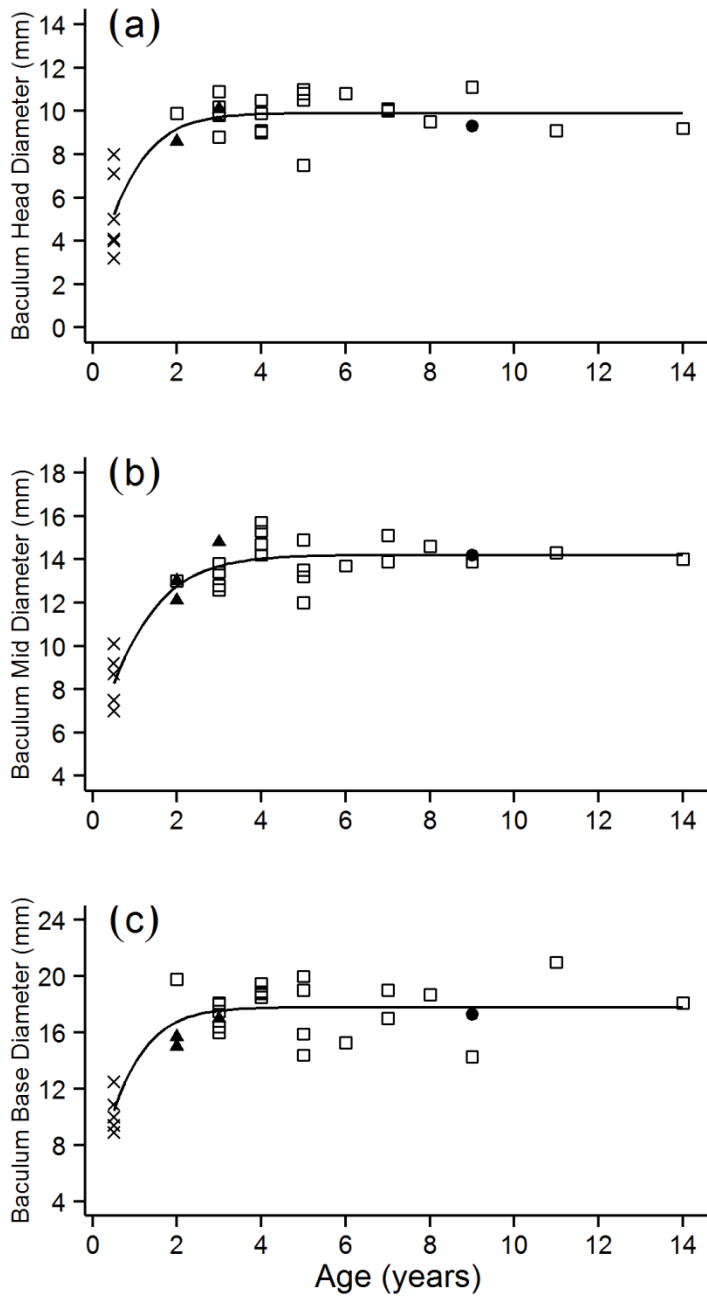 (a)
Baculum Head Diameter (mm)
14
12
10
8
6
4
2
0
0 2 4 6 8 10 12 14
(b)
Baculum Mid Diameter (mm)
18
16
14
12
10
8
6
4
0 2 4 6 8 10 12 14
(c)
Baculum Base Diameter (mm)
24
20
16
12
8
4
0 2 4 6 8 10 12 14
Age (years)